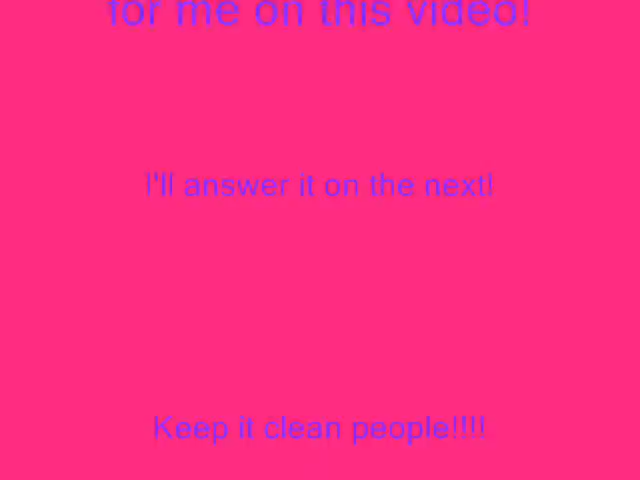 for me on this video!
I'll answer it on the next!
Keep it clean people!!!!